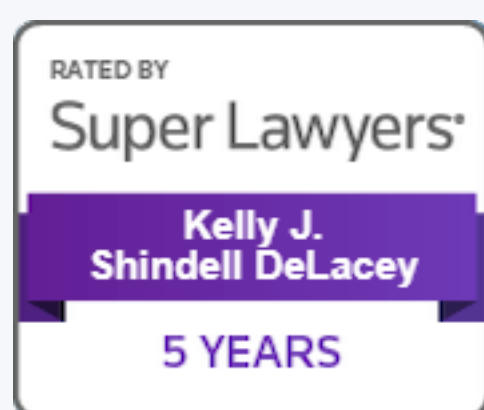 RATED BY
Super Lawyers®
Kelly J.
Shindell DeLacey
5 YEARS